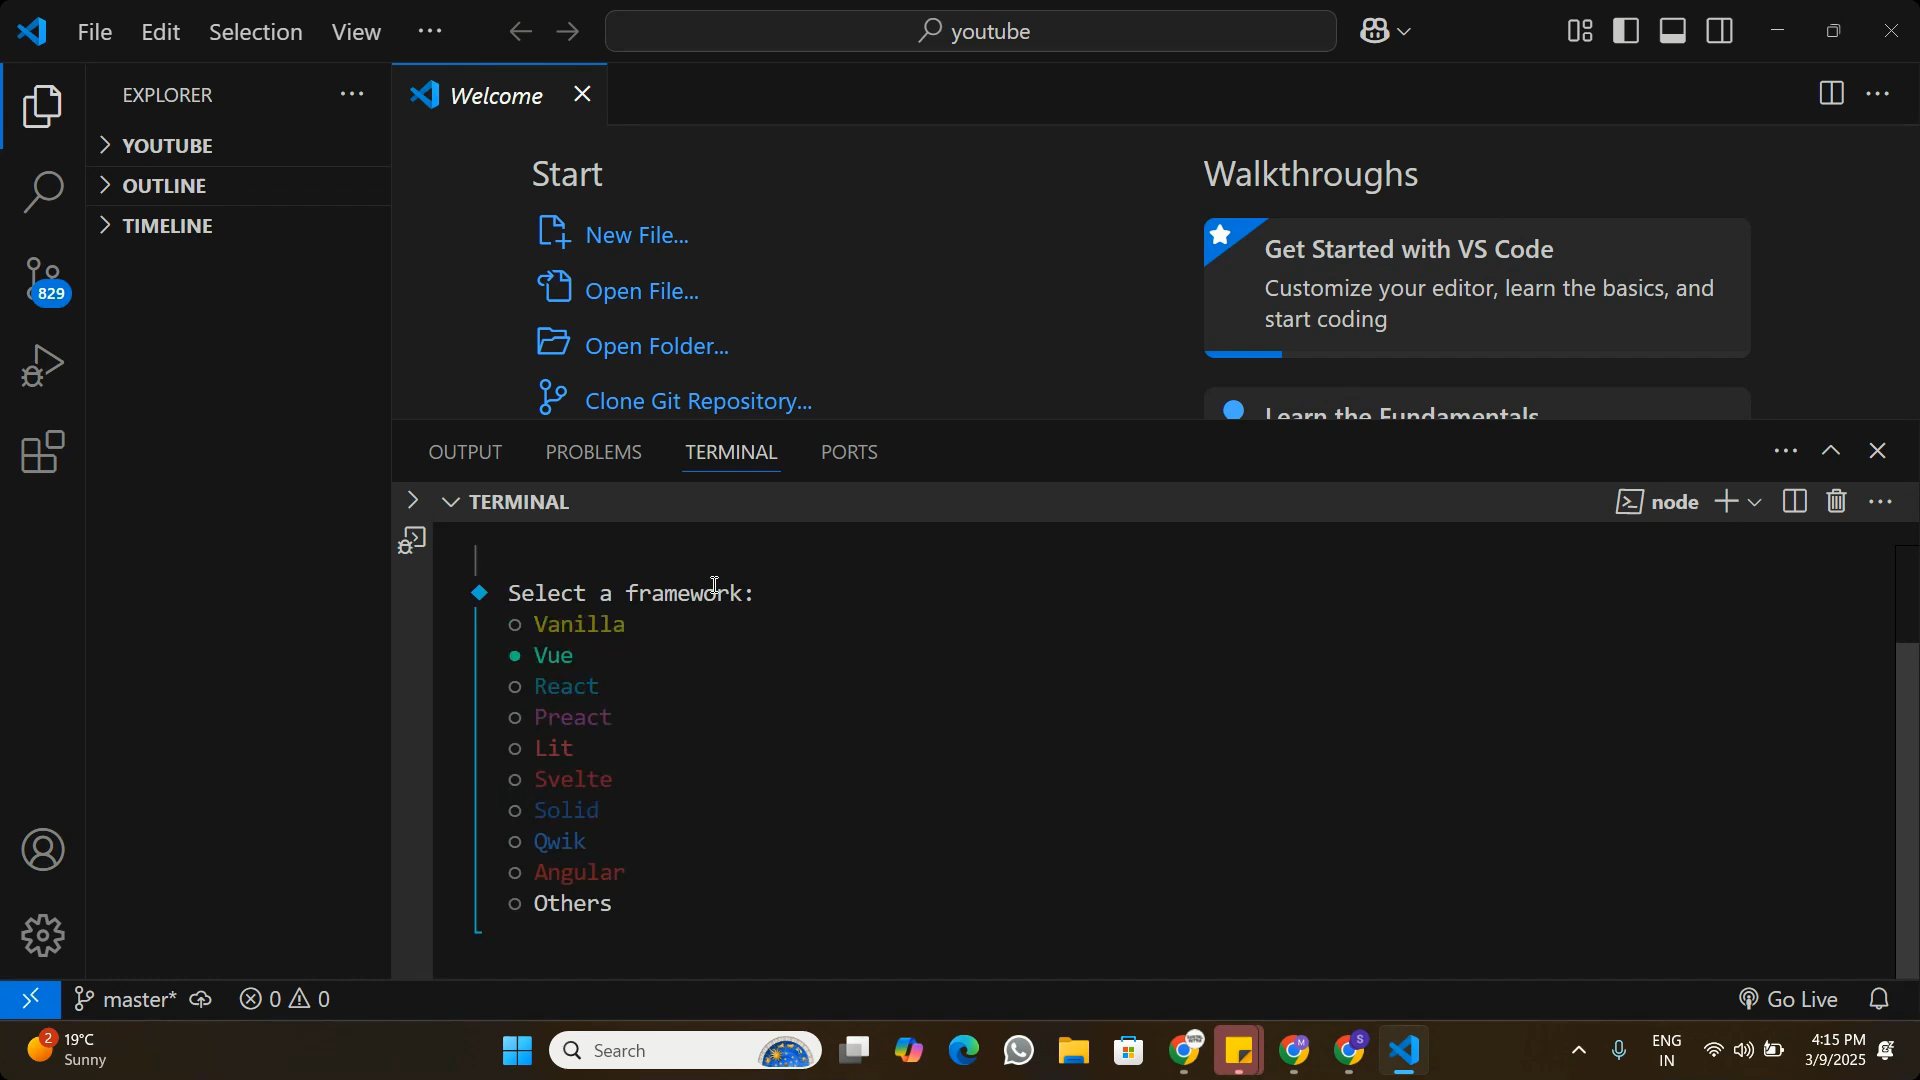 File Edit Selection View ··· youtube
EXPLORER ···
YOUTUBE
OUTLINE
TIMELINE
829
Welcome
Start
New File...
Open File...
Open Folder...
Clone Git Repository...
Walkthroughs
Get Started with VS Code
Customize your editor, learn the basics, and
start coding
Learn the Fundamentals
OUTPUT PROBLEMS TERMINAL PORTS
TERMINAL node
Select a framework:
Vanilla
Vue
React
Preact
Lit
Svelte
Solid
Qwik
Angular
Others
master* 0 0 Go Live
2 19°C
Sunny
Search
M
S
ENG
IN
4:15 PM
3/9/2025